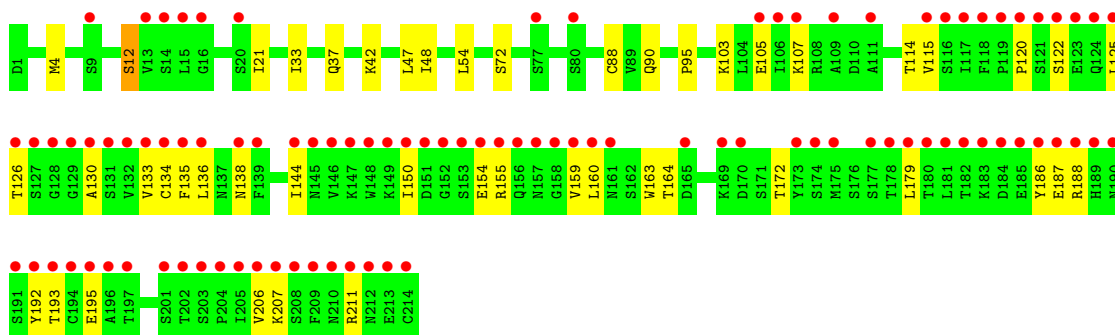 D1 M4 S9 S12 V13 S14 L15 G16 S20 I21 I33 Q37 K42 L47 I48 L54 S72 S77 S80 C88 V89 Q90 P95 K103 L104 E105 I106 K107 R108 A109 D110 A111 T114 V115 S116 I117 F118 P119 P120 S121 S122 E123 Q124 L125
T126 S127 G128 G129 A130 S131 V132 V133 C134 F135 L136 N137 N138 F139 I144 N145 V146 K147 W148 K149 I150 D151 G152 S153 E154 R155 Q156 N157 G158 V159 L160 N161 S162 W163 T164 D165 K169 D170 S171 T172 Y173 S174 M175 S176 S177 T178 L179 T180 L181 T182 K183 D184 E185 Y186 E187 R188 H189 N190
S191 Y192 T193 C194 E195 A196 T197 S201 T202 S203 P204 I205 V206 K207 S208 F209 N210 R211 N212 E213 C214